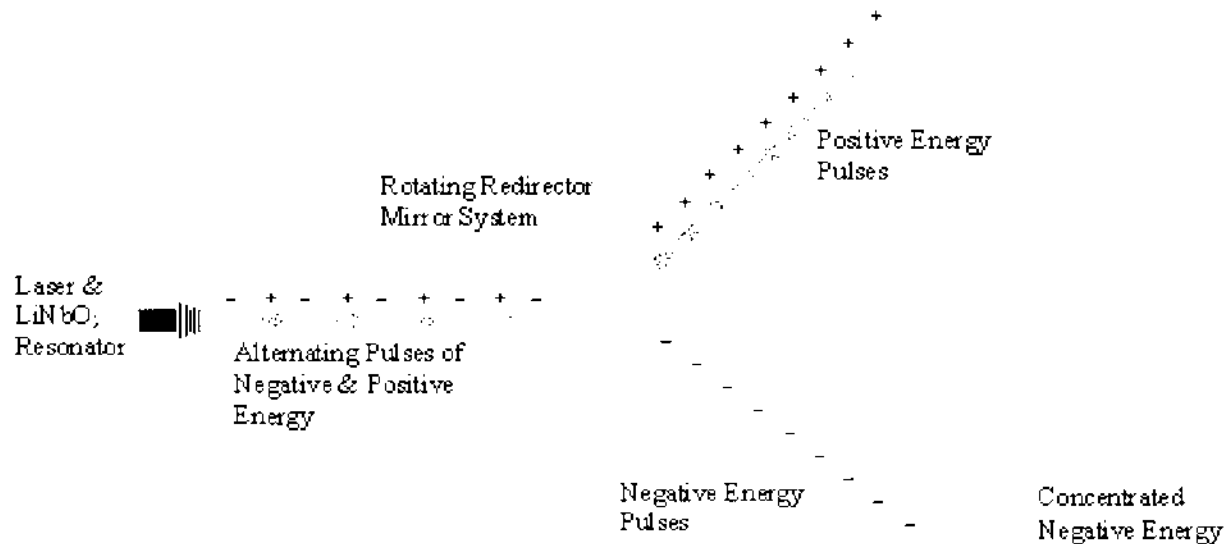 Positive Energy
Pulses
Rotating Redirector
Mirror System
Laser &
LiNbO3
Resonator
- + - + - + - + -
Alternating Pulses of
Negative & Positive
Energy
Negative Energy
Pulses
Concentrated
Negative Energy